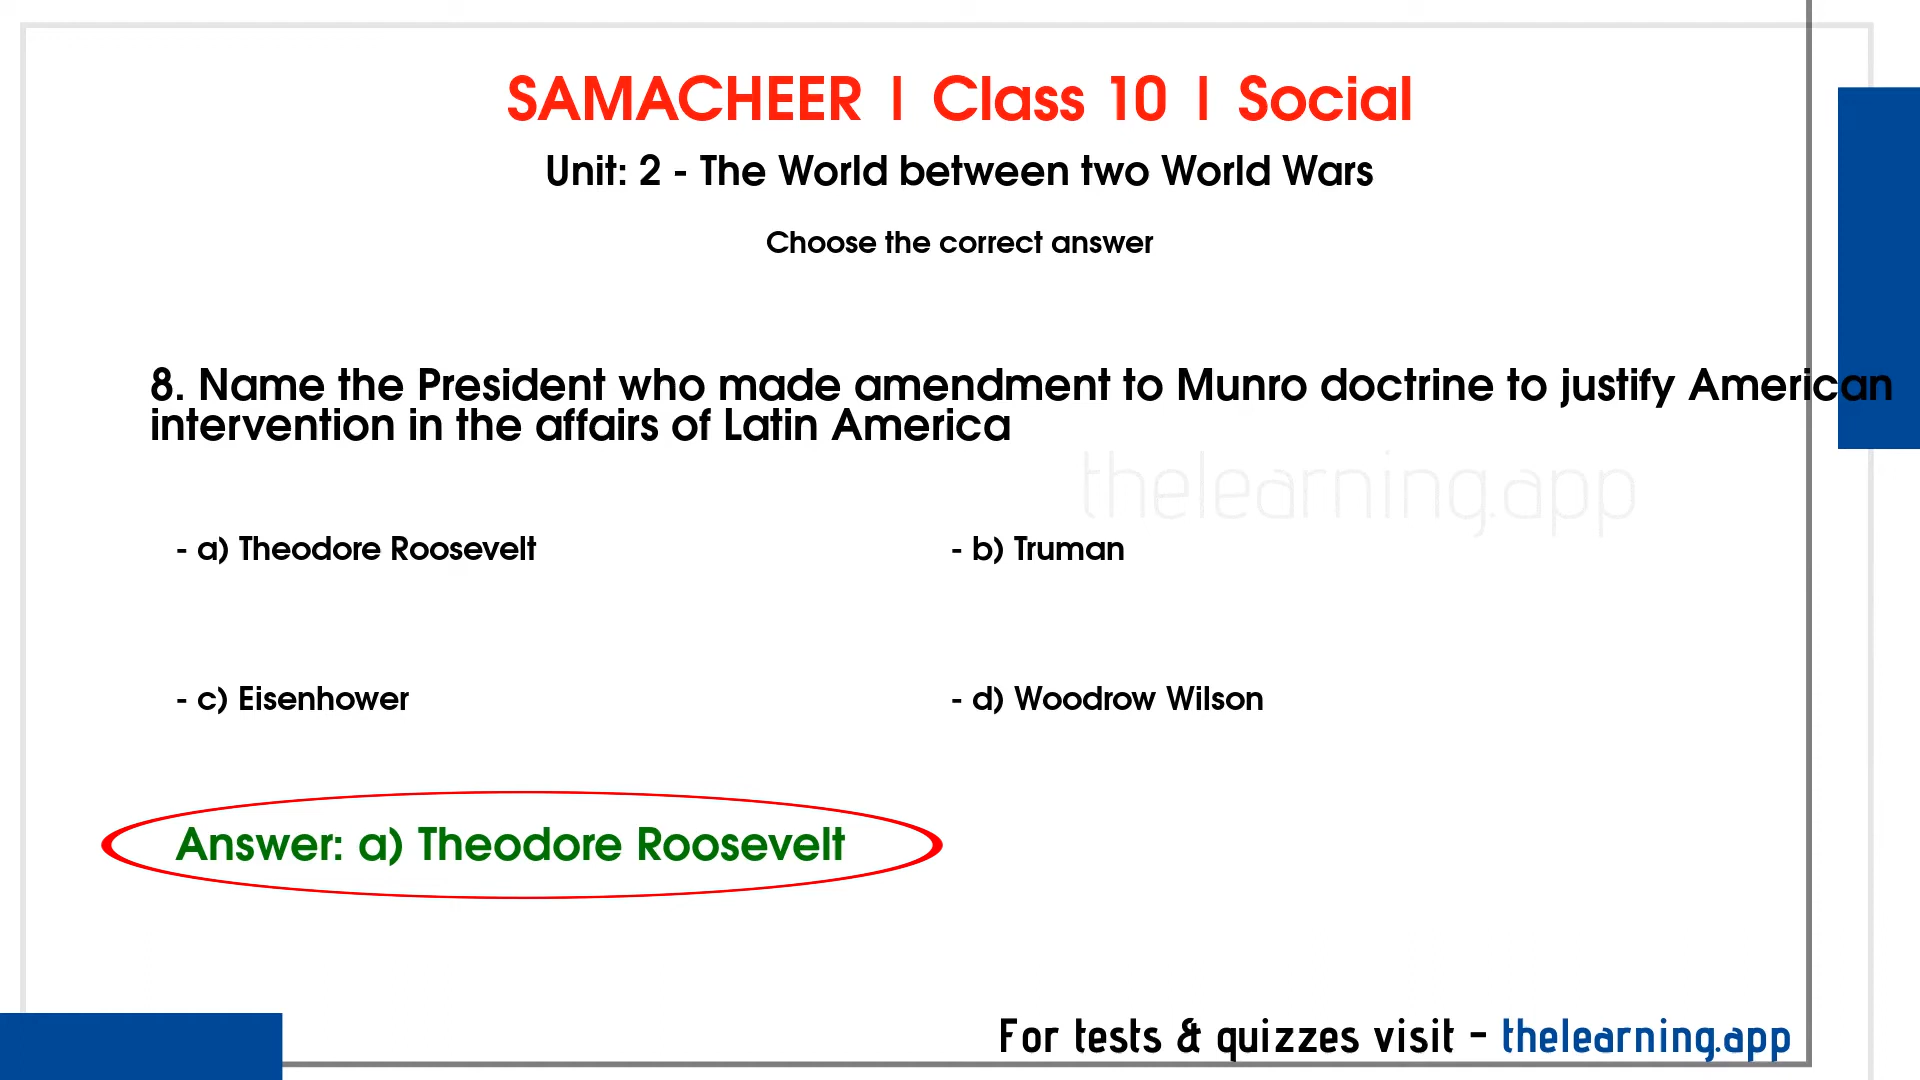 SAMACHEER | Class 10 | Social
Unit: 2 - The World between two World Wars
Choose the correct answer
8. Name the President who made amendment to Munro doctrine to justify American
intervention in the affairs of Latin America
thelearning.app
- a) Theodore Roosevelt
- b) Truman
- c) Eisenhower
- d) Woodrow Wilson
Answer: a) Theodore Roosevelt
For tests & quizzes visit - thelearning.app